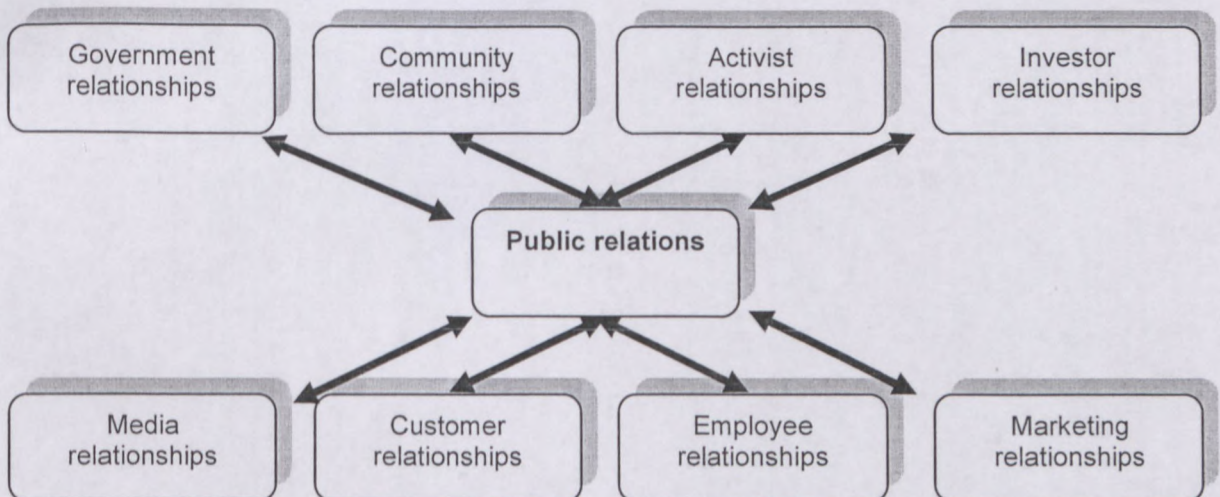 Government
relationships
Community
relationships
Activist
relationships
Investor
relationships
Public relations
Media
relationships
Customer
relationships
Employee
relationships
Marketing
relationships